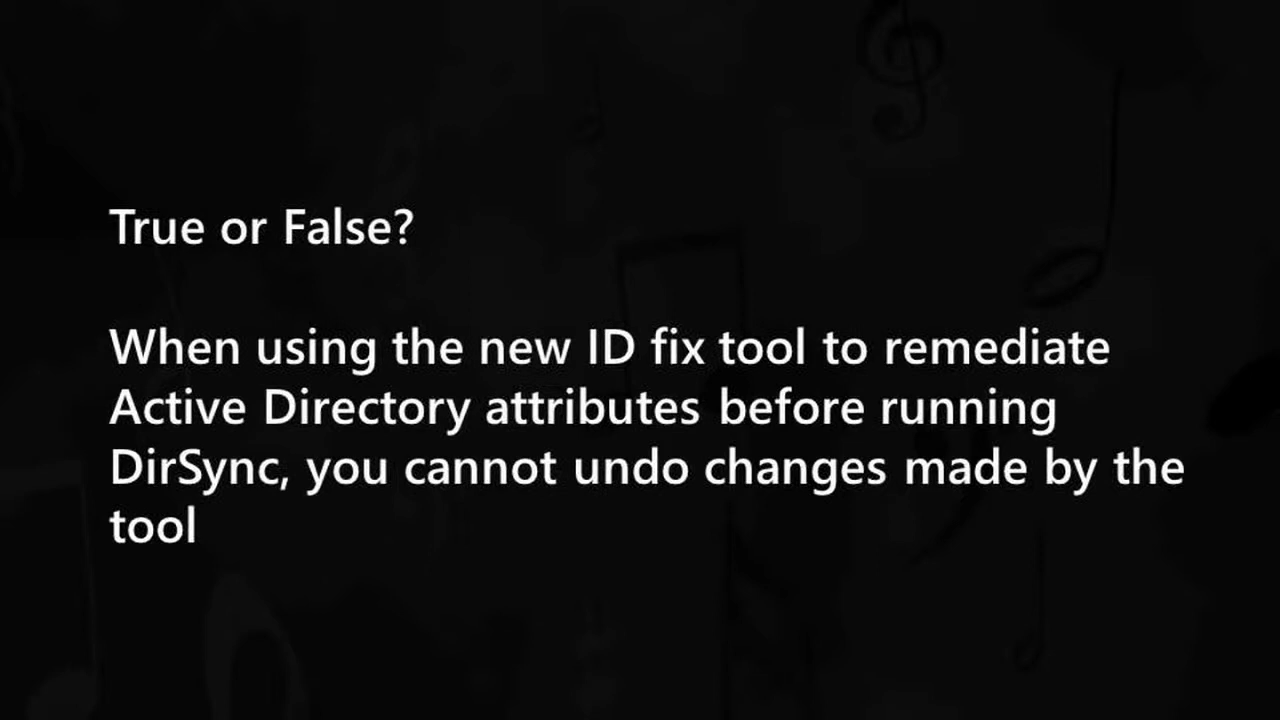 True or False?
When using the new ID fix tool to remediate
Active Directory attributes before running
DirSync, you cannot undo changes made by the
tool